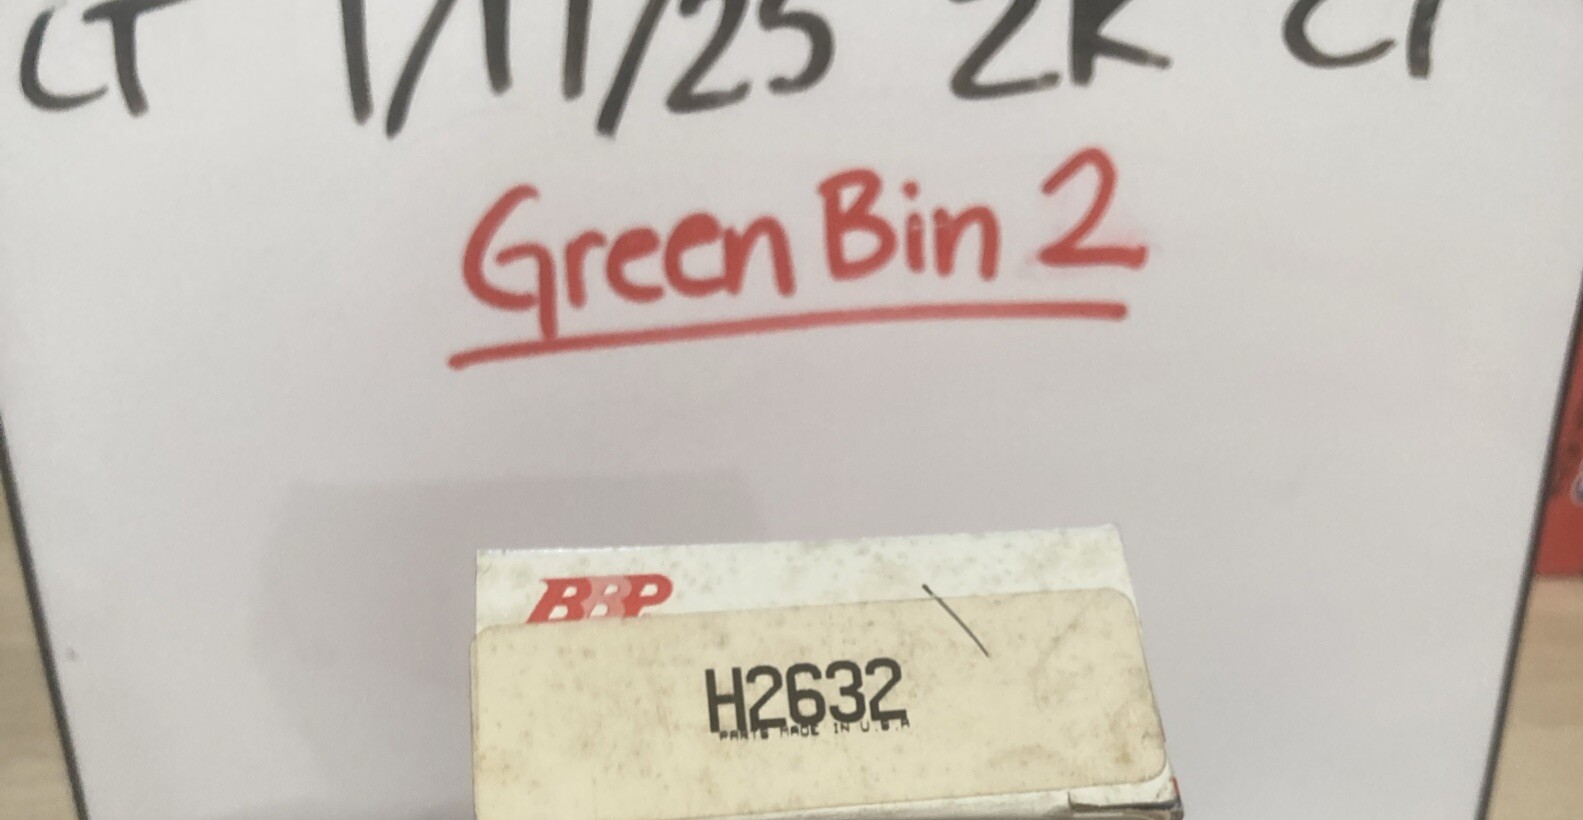 CT 1/11/25 2K CT
Green Bin 2
BBP
H2632
PARTS MADE IN U.S.A